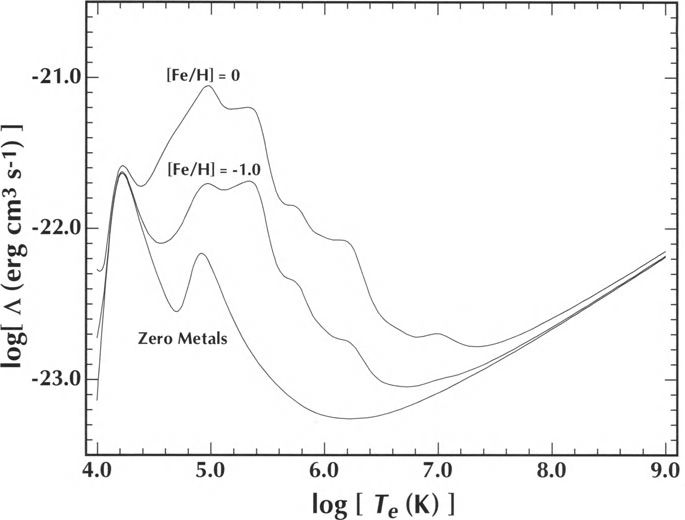 -21.0
-22.0
-23.0
log[ Λ (erg cm3 s-1) ]
[Fe/H] = 0
[Fe/H] = -1.0
Zero Metals
4.0 5.0 6.0 7.0 8.0 9.0
log [ Te (K) ]